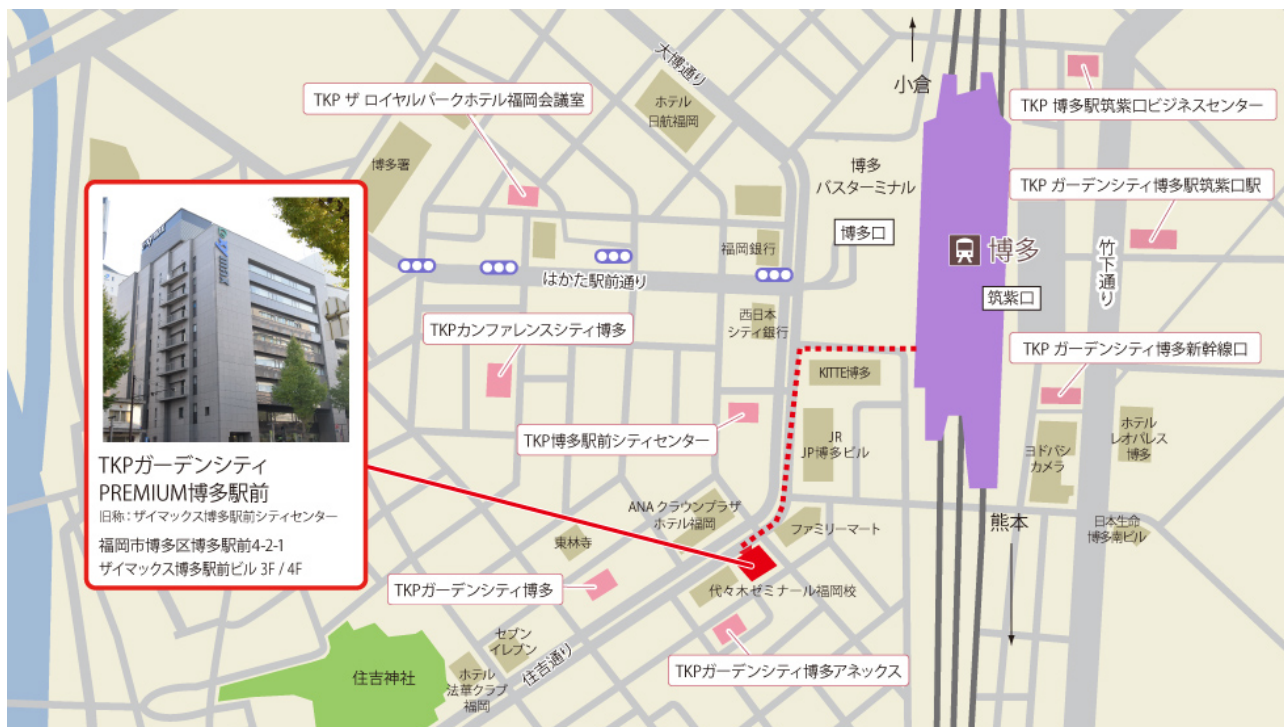 大博通り
小倉
TKP ザ ロイヤルパークホテル福岡会議室
ホテル
日航福岡
TKP 博多駅筑紫口ビジネスセンター
博多署
博多
バスターミナル
TKP ガーデンシティ博多駅筑紫口駅
博多口
福岡銀行
博多
竹下通り
はかた駅前通り
筑紫口
西日本
シティ銀行
TKPカンファレンスシティ博多
TKP ガーデンシティ博多新幹線口
KITTE博多
TKP博多駅前シティセンター
JR
JP博多ビル
ホテル
レオパレス
博多
ヨドバシ
カメラ
TKPガーデンシティ
PREMIUM博多駅前
旧称：ザイマックス博多駅前シティセンター
福岡市博多区博多駅前4-2-1
ザイマックス博多駅前ビル 3F / 4F
ANA クラウンプラザ
ホテル福岡
ファミリーマート
熊本
日本生命
博多南ビル
東林寺
TKPガーデンシティ博多
代々木ゼミナール福岡校
セブン
イレブン
住吉通り
TKPガーデンシティ博多アネックス
住吉神社
ホテル
法華クラブ
福岡